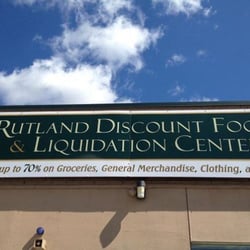 RUTLAND DISCOUNT FOO
& LIQUIDATION CENTE
up to 70% on Groceries, General Merchandise, Clothing, a